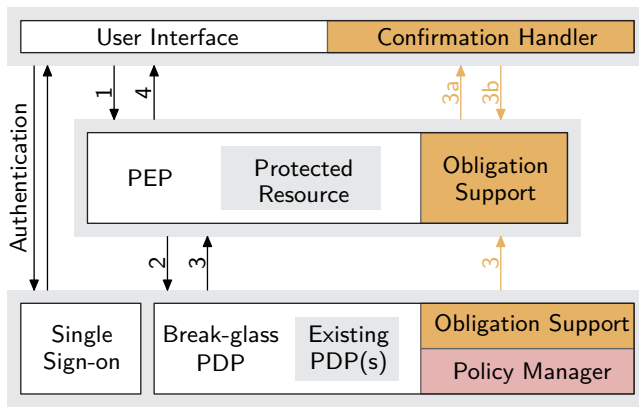 User Interface
Confirmation Handler
Authentication
1
4
3a
3b
PEP
Protected
Resource
Obligation
Support
2
3
3
Single
Sign-on
Break-glass
PDP
Existing
PDP(s)
Obligation Support
Policy Manager